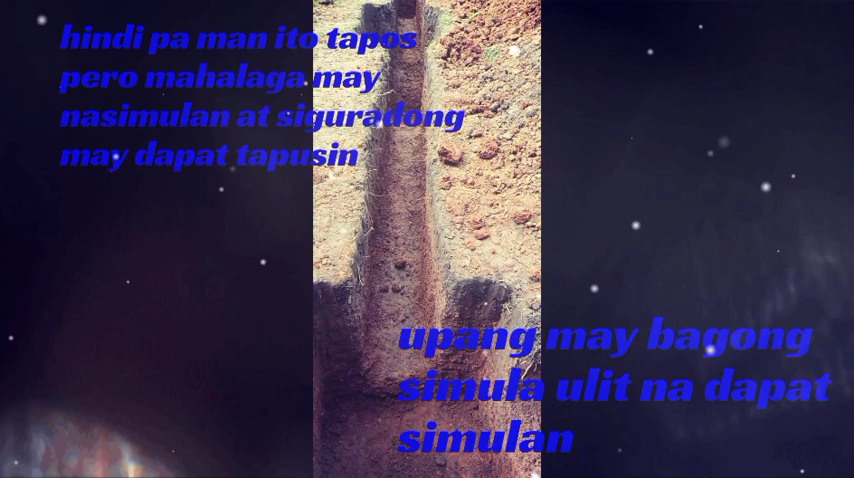 hindi pa man ito tapos
pero mahalaga may
nasimulan at siguradong
may dapat tapusin
upang may bagong
simula ulit na dapat
simulan